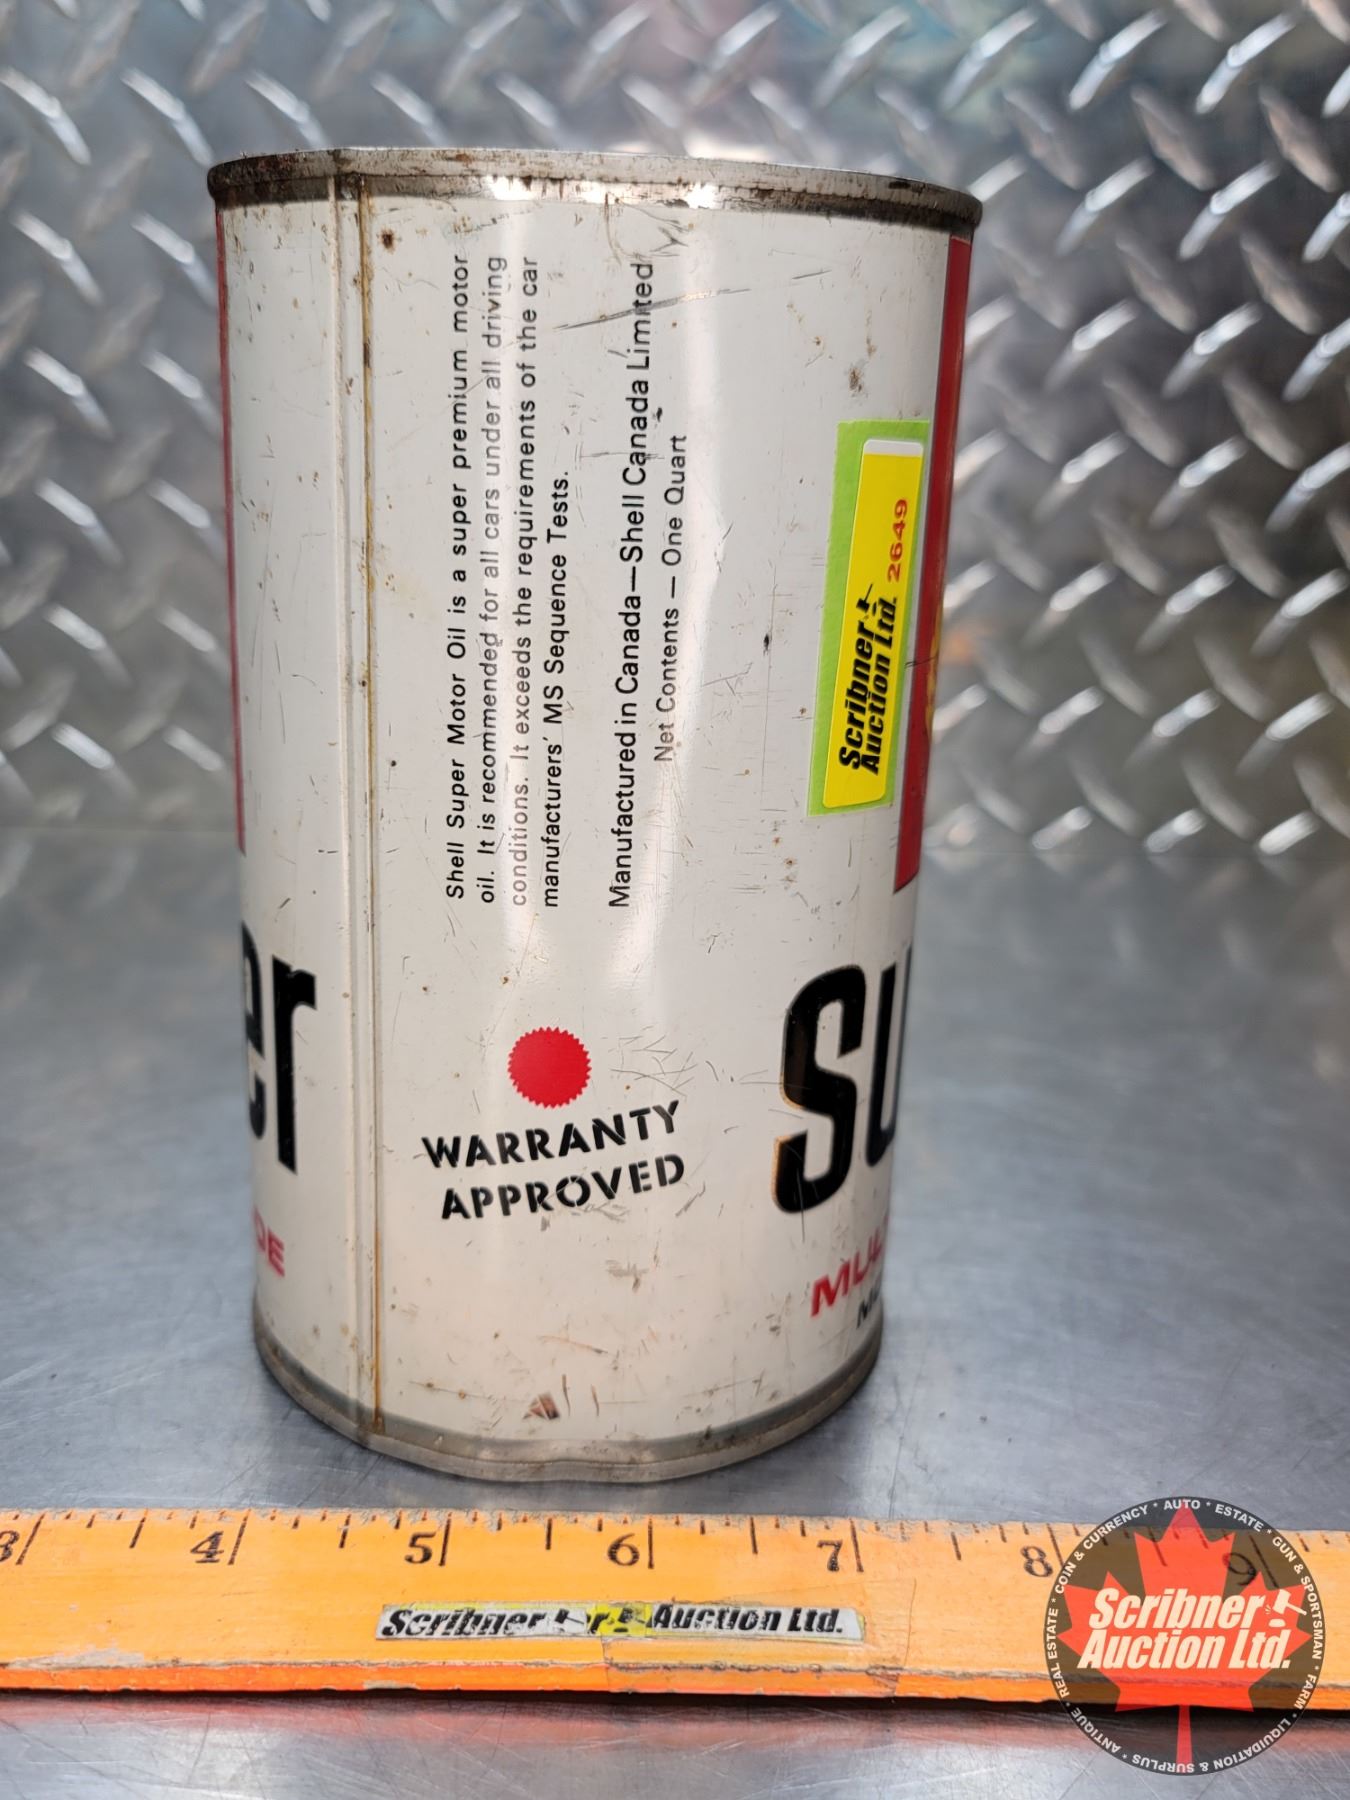 Shell Super Motor Oil is a super premium motor
oil. It is recommended for all cars under all driving
conditions. It exceeds the requirements of the car
manufacturers' MS Sequence Tests.
Manufactured in Canada—Shell Canada Limited
Net Contents — One Quart
Scribner
Auction Ltd. 2649
er
Su
WARRANTY
APPROVED
DE
MUL
3 4 5 6 7 8 9
Scribner Auction Ltd.
COIN & CURRENCY * AUTO * ESTATE * GUN & SPORTSMAN * FARM * LIQUIDATION & SURPLUS * ANTIQUE * REAL ESTATE *
Scribner
Auction Ltd.